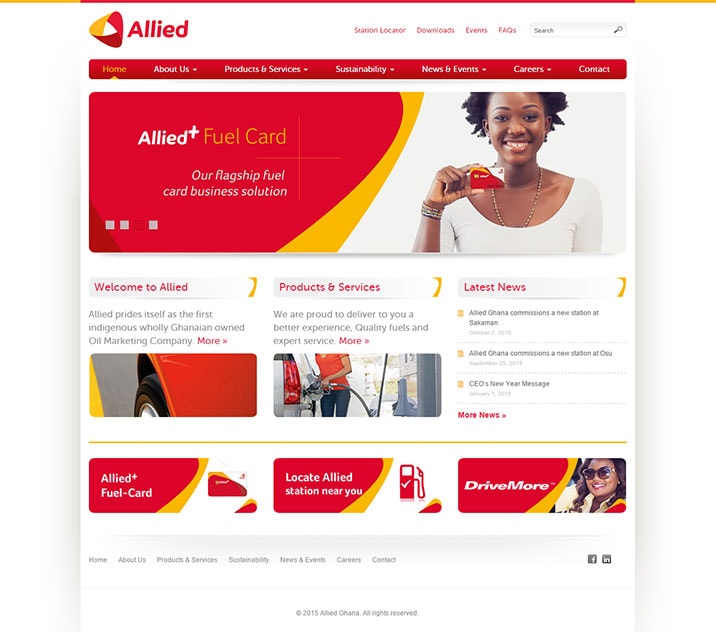 Allied
Station Locator Downloads Events FAQs Search
Home About Us Products & Services Sustainability News & Events Careers Contact
Allied+ Fuel Card
Our flagship fuel
card business solution
Allied+
Welcome to Allied
Allied prides itself as the first
indigenous wholly Ghanaian owned
Oil Marketing Company. More »
Products & Services
We are proud to deliver to you a
better experience, Quality fuels and
expert service. More »
Latest News
Allied Ghana commissions a new station at
Sakaman
October 2, 2015
Allied Ghana commissions a new station at Osu
September 25, 2015
CEO's New Year Message
January 1, 2015
More News »
Allied+
Fuel-Card
Locate Allied
station near you
DriveMore™
Home About Us Products & Services Sustainability News & Events Careers Contact
© 2015 Allied Ghana. All rights reserved.